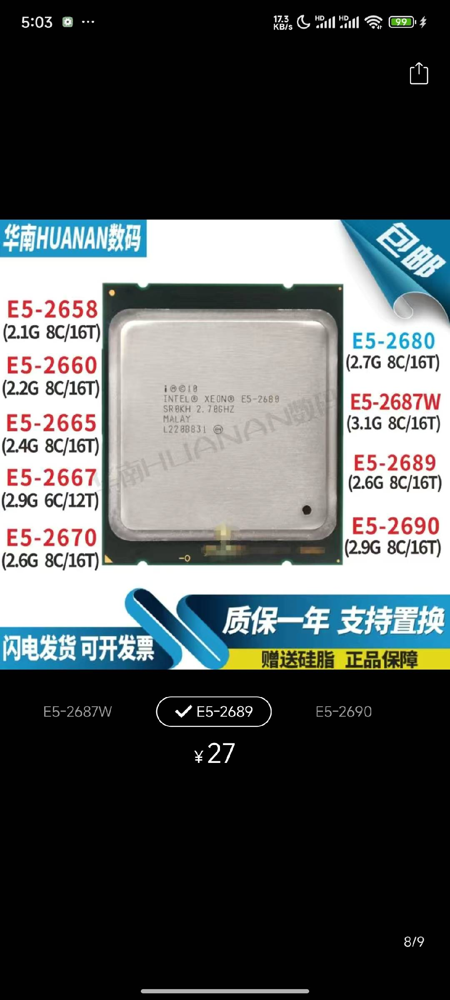 5:03 ...
17.3 KB/s HD HD 99
华南HUANAN数码
包邮
E5-2658
(2.1G 8C/16T)
E5-2660
(2.2G 8C/16T)
E5-2665
(2.4G 8C/16T)
E5-2667
(2.9G 6C/12T)
E5-2670
(2.6G 8C/16T)
i Ⓜ©10
INTEL® XEON® E5-2680
SR0KH 2.70GHZ
MALAY
L220B831 e4
华南HUANAN数码
-O
E5-2680
(2.7G 8C/16T)
E5-2687W
(3.1G 8C/16T)
E5-2689
(2.6G 8C/16T)
E5-2690
(2.9G 8C/16T)
质保一年 支持置换
闪电发货 可开发票
赠送硅脂 正品保障
E5-2687W
E5-2689
E5-2690
¥27
8/9